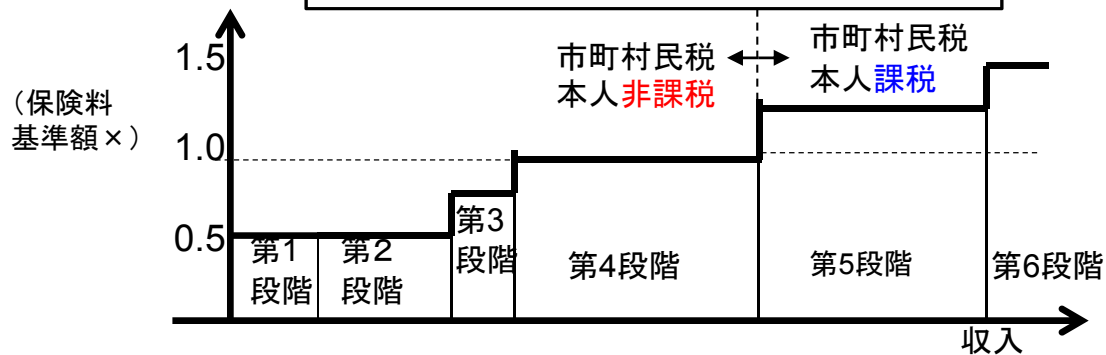 1.5
1.0
0.5
(保険料
基準額×)
市町村民税
本人非課税
市町村民税
本人課税
第1
段階
第2
段階
第3
段階
第4段階
第5段階
第6段階
収入